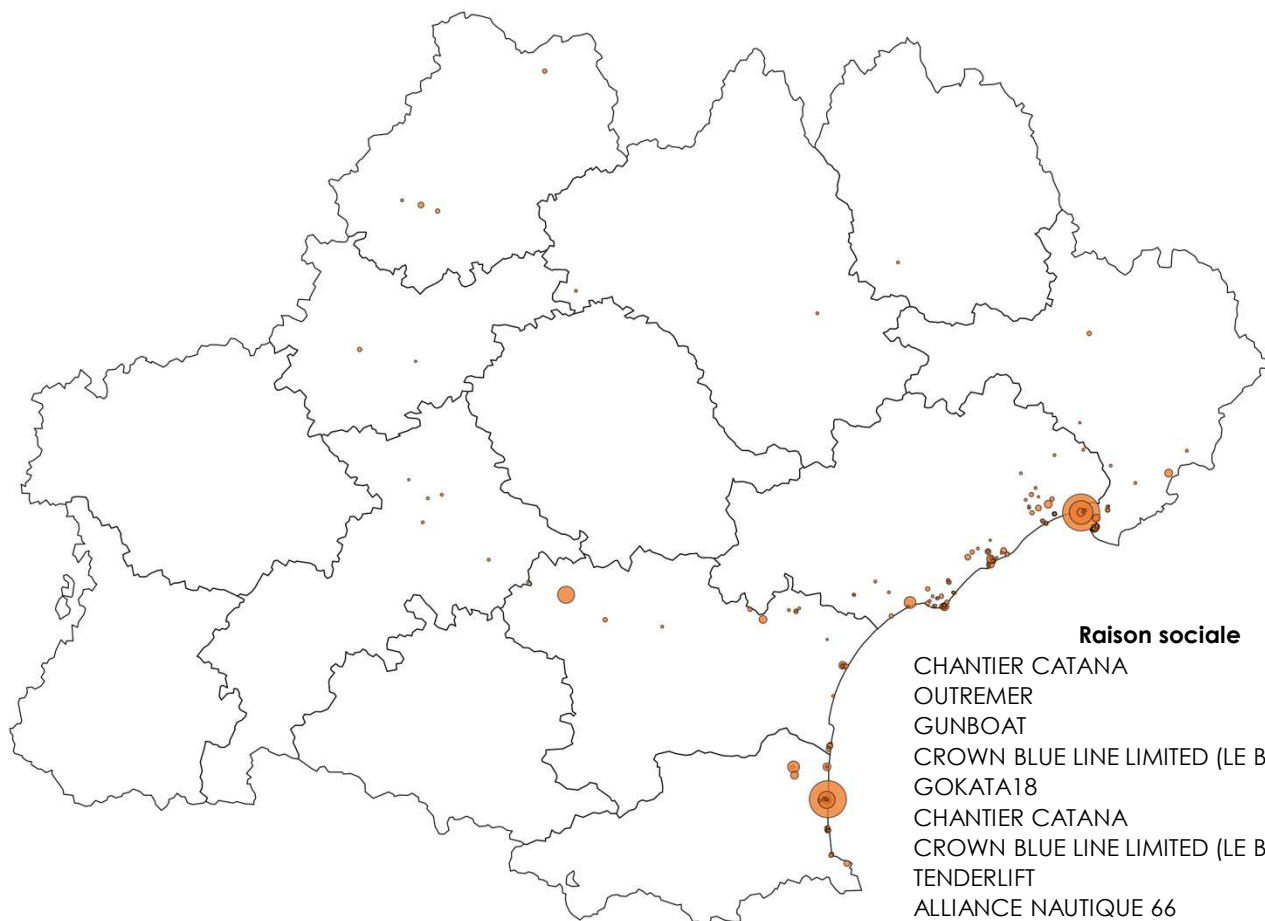 Raison sociale
CHANTIER CATANA
OUTREMER
GUNBOAT
CROWN BLUE LINE LIMITED (LE B
GOKATA18
CHANTIER CATANA
CROWN BLUE LINE LIMITED (LE B
TENDERLIFT
ALLIANCE NAUTIQUE 66